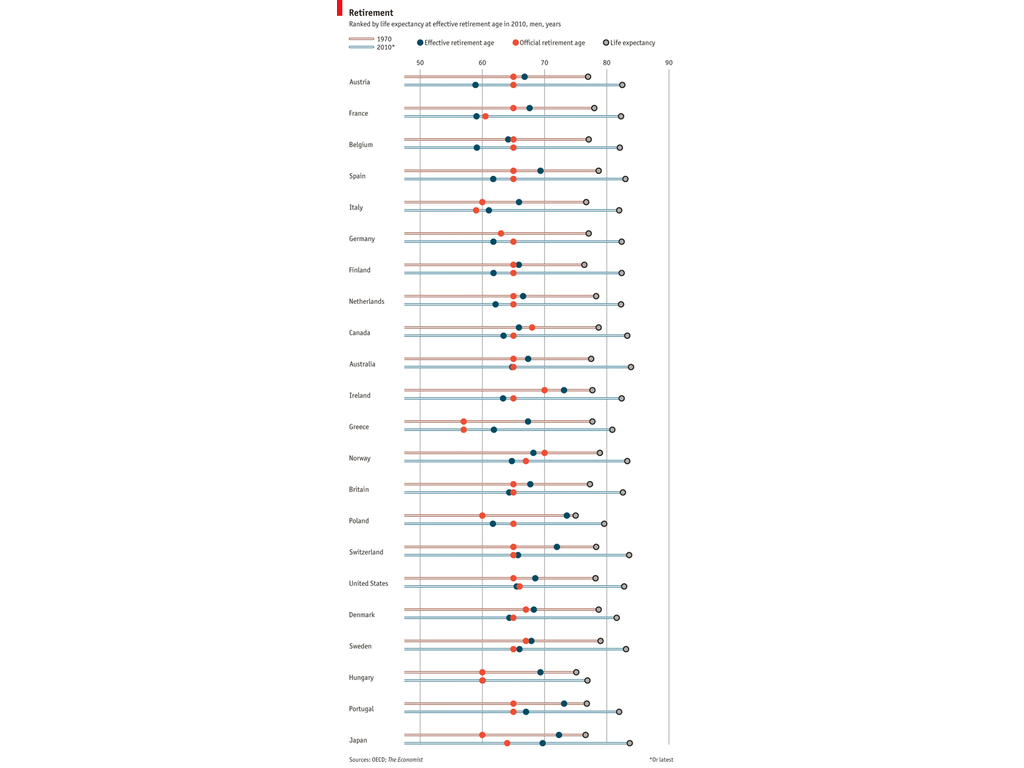 Retirement
Ranked by life expectancy at effective retirement age in 2010, men, years
1970
2010*
Effective retirement age
Official retirement age
Life expectancy
50 60 70 80 90
Austria
France
Belgium
Spain
Italy
Germany
Finland
Netherlands
Canada
Australia
Ireland
Greece
Norway
Britain
Poland
Switzerland
United States
Denmark
Sweden
Hungary
Portugal
Japan
Sources: OECD; The Economist
*Or latest